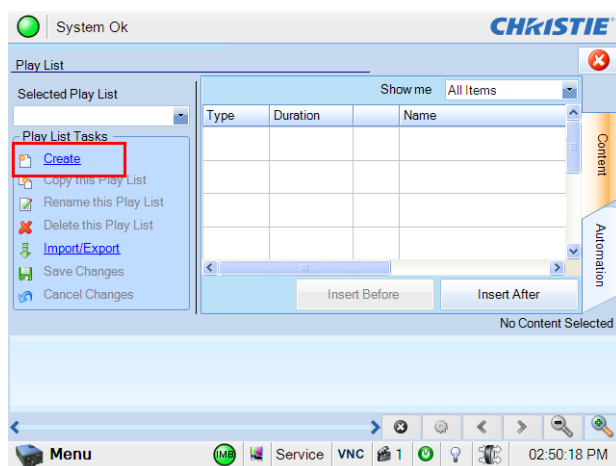 System Ok
CHRISTIE®
Play List
Selected Play List
Show me All Items
Type Duration Name
Play List Tasks
Create
Copy this Play List
Rename this Play List
Delete this Play List
Import/Export
Save Changes
Cancel Changes
Insert Before Insert After
Content
Automation
No Content Selected
Menu IMB Service VNC 1 02:50:18 PM